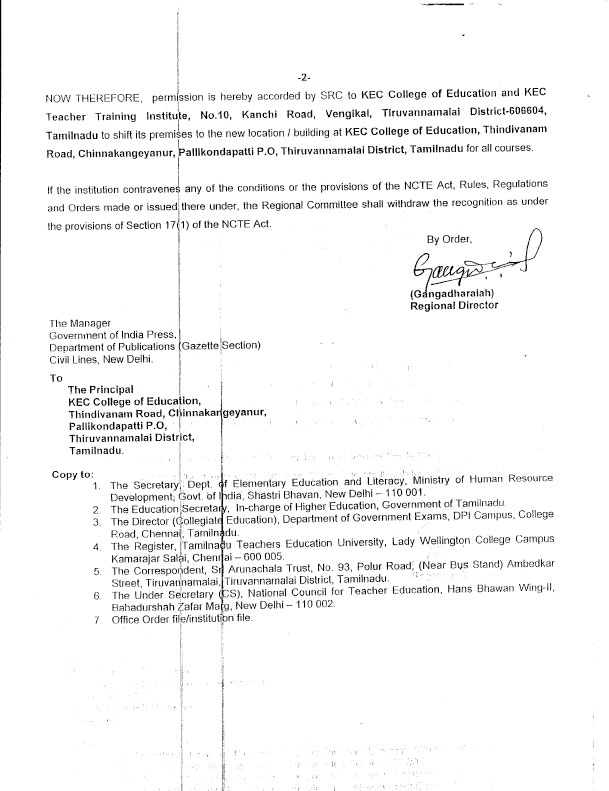 -2-
NOW THEREFORE, permission is hereby accorded by SRC to KEC College of Education and KEC
Teacher Training Institute, No.10, Kanchi Road, Vengikal, Tiruvannamalai District-606604,
Tamilnadu to shift its premises to the new location / building at KEC College of Education, Thindivanam
Road, Chinnakangeyanur, Pallikondapatti P.O, Thiruvannamalai District, Tamilnadu for all courses.
If the institution contravenes any of the conditions or the provisions of the NCTE Act, Rules, Regulations
and Orders made or issued there under, the Regional Committee shall withdraw the recognition as under
the provisions of Section 17(1) of the NCTE Act.
By Order,
(Gangadharaiah)
Regional Director
The Manager
Government of India Press,
Department of Publications (Gazette Section)
Civil Lines, New Delhi.
To
The Principal
KEC College of Education,
Thindivanam Road, Chinnakangeyanur,
Pallikondapatti P.O,
Thiruvannamalai District,
Tamilnadu.
Copy to:
1. The Secretary, Dept. of Elementary Education and Literacy, Ministry of Human Resource
Development, Govt. of India, Shastri Bhavan, New Delhi – 110 001.
2. The Education Secretary, In-charge of Higher Education, Government of Tamilnadu.
3. The Director (Collegiate Education), Department of Government Exams, DPI Campus, College
Road, Chennai, Tamilnadu.
4. The Register, Tamilnadu Teachers Education University, Lady Wellington College Campus
Kamarajar Salai, Chennai – 600 005.
5. The Correspondent, Sri Arunachala Trust, No. 93, Polur Road, (Near Bus Stand) Ambedkar
Street, Tiruvannamalai, Tiruvannamalai District, Tamilnadu.
6. The Under Secretary (CS), National Council for Teacher Education, Hans Bhawan Wing-II,
Bahadurshah Zafar Marg, New Delhi – 110 002.
7. Office Order file/institution file.